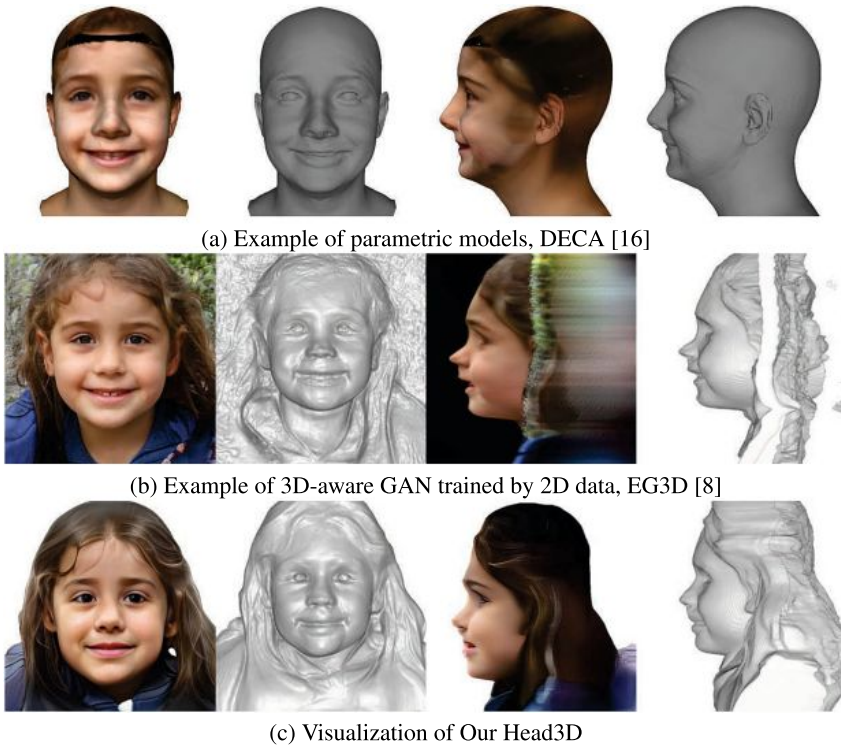 (a) Example of parametric models, DECA [16]
(b) Example of 3D-aware GAN trained by 2D data, EG3D [8]
(c) Visualization of Our Head3D